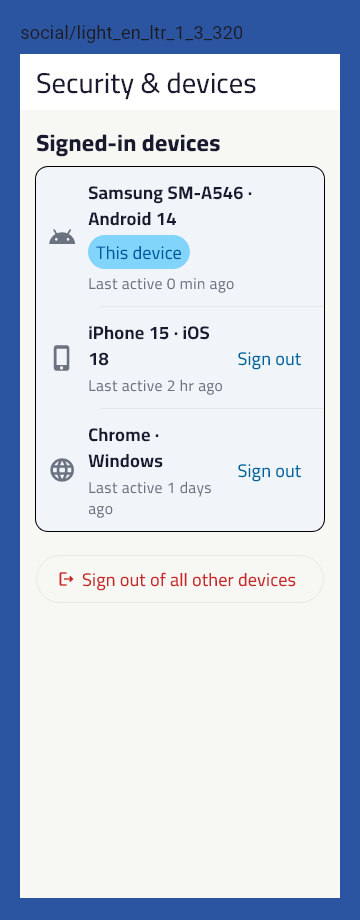 social/light_en_ltr_1_3_320
Security & devices
Signed-in devices
Samsung SM-A546 ·
Android 14
This device
Last active 0 min ago
iPhone 15 · iOS
18
Sign out
Last active 2 hr ago
Chrome ·
Windows
Sign out
Last active 1 days
ago
Sign out of all other devices